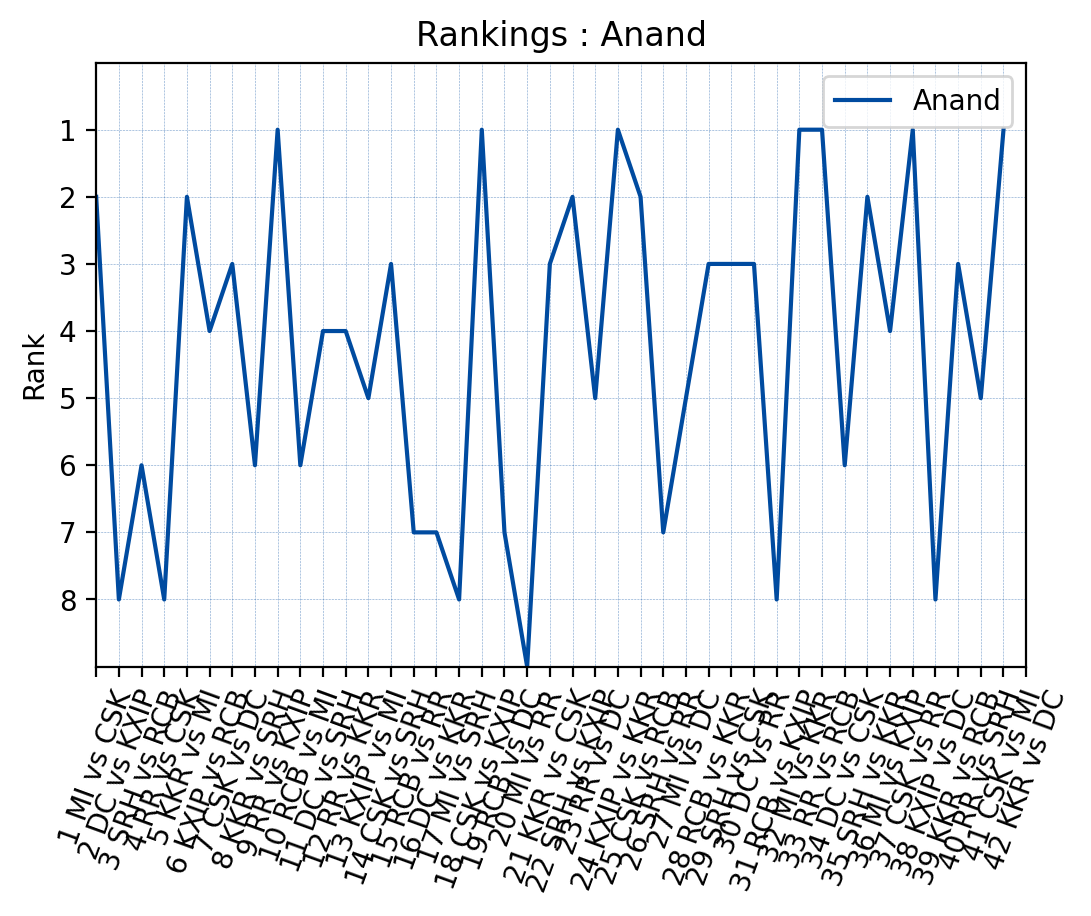 Rankings : Anand
Anand
Rank
1
2
3
4
5
6
7
8
1 MI vs CSK
2 DC vs KXIP
3 SRH vs RCB
4 RR vs CSK
5 KKR vs MI
6 KXIP vs RCB
7 CSK vs DC
8 KKR vs SRH
9 RR vs KXIP
10 RCB vs MI
11 DC vs SRH
12 RR vs KKR
13 KXIP vs MI
14 CSK vs SRH
15 RCB vs RR
16 DC vs KKR
17 MI vs SRH
18 CSK vs KXIP
19 RCB vs DC
20 MI vs RR
21 KKR vs CSK
22 SRH vs KXIP
23 RR vs DC
24 KXIP vs KKR
25 CSK vs RCB
26 SRH vs RR
27 MI vs DC
28 RCB vs KKR
29 SRH vs CSK
30 DC vs RR
31 RCB vs KXIP
32 MI vs KKR
33 RR vs RCB
34 DC vs CSK
35 SRH vs KKR
36 MI vs KXIP
37 CSK vs RR
38 KXIP vs DC
39 KKR vs RCB
40 RR vs SRH
41 CSK vs MI
42 KKR vs DC